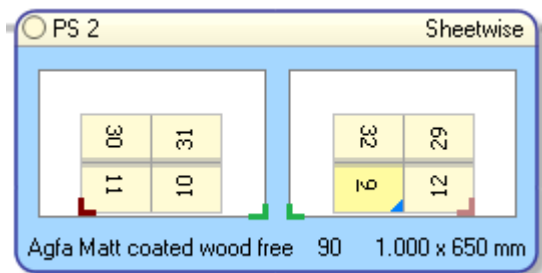 PS 2 Sheetwise
30 31 32 29
11 10 9 12
Agfa Matt coated wood free 90 1.000 x 650 mm